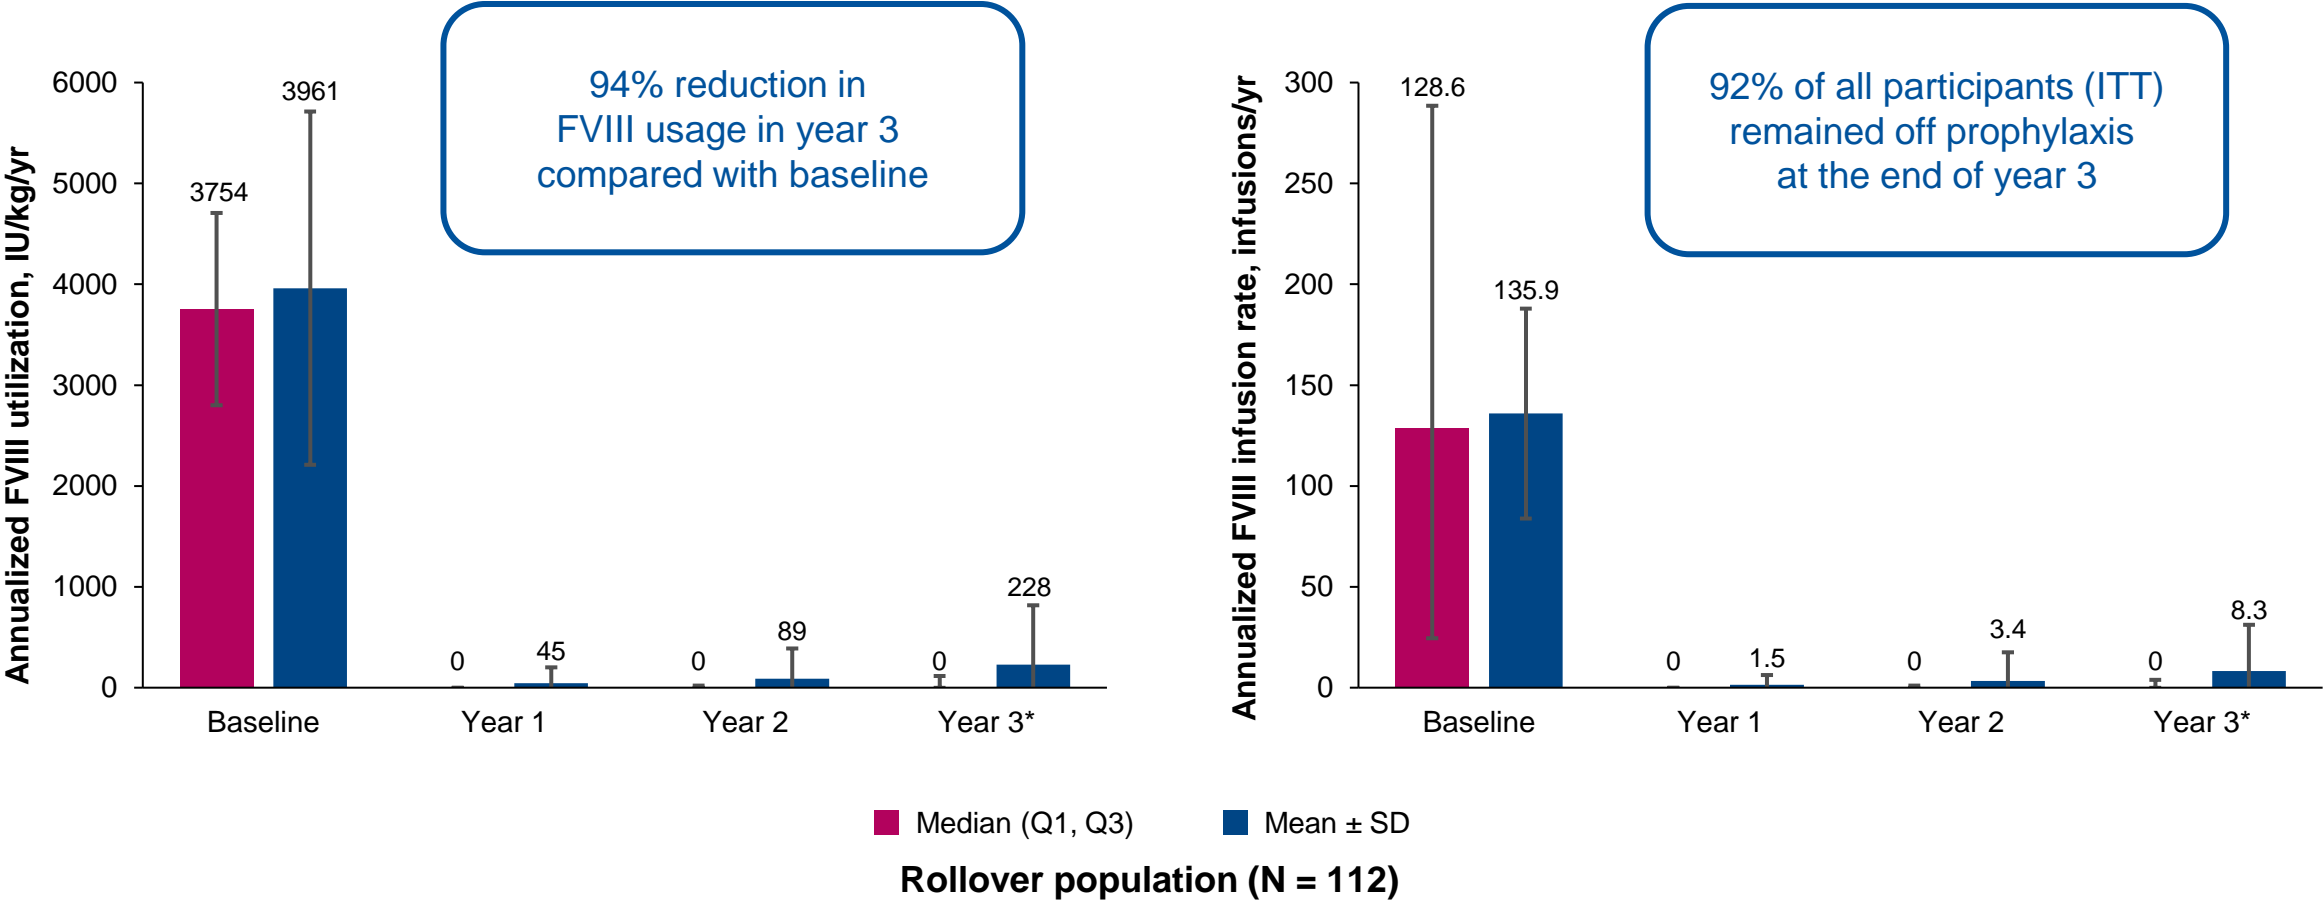 94% reduction in
FVIII usage in year 3
compared with baseline
Annualized FVIII utilization, IU/kg/yr
6000
5000
4000
3000
2000
1000
0
3754
3961
0
45
0
89
0
228
Baseline
Year 1
Year 2
Year 3*
92% of all participants (ITT)
remained off prophylaxis
at the end of year 3
Annualized FVIII infusion rate, infusions/yr
300
250
200
150
100
50
0
128.6
135.9
0
1.5
0
3.4
0
8.3
Baseline
Year 1
Year 2
Year 3*
Median (Q1, Q3)
Mean ± SD
Rollover population (N = 112)